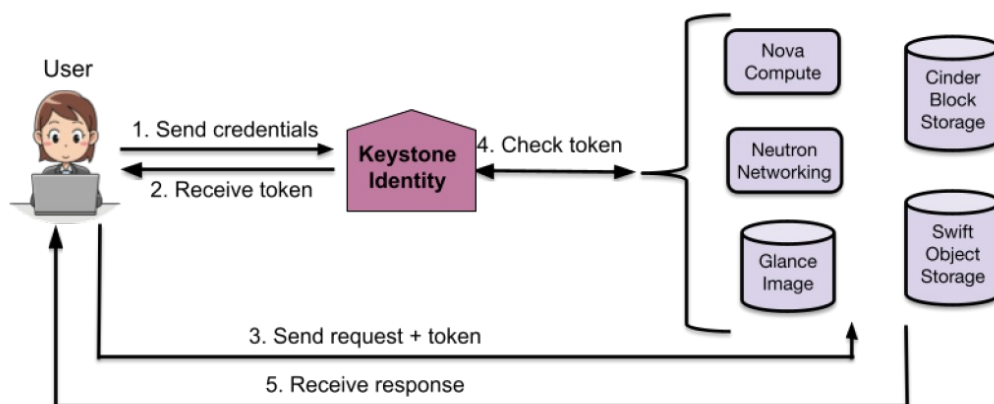 User
1. Send credentials
2. Receive token
Keystone
Identity
4. Check token
Nova
Compute
Neutron
Networking
Glance
Image
Cinder
Block
Storage
Swift
Object
Storage
3. Send request + token
5. Receive response